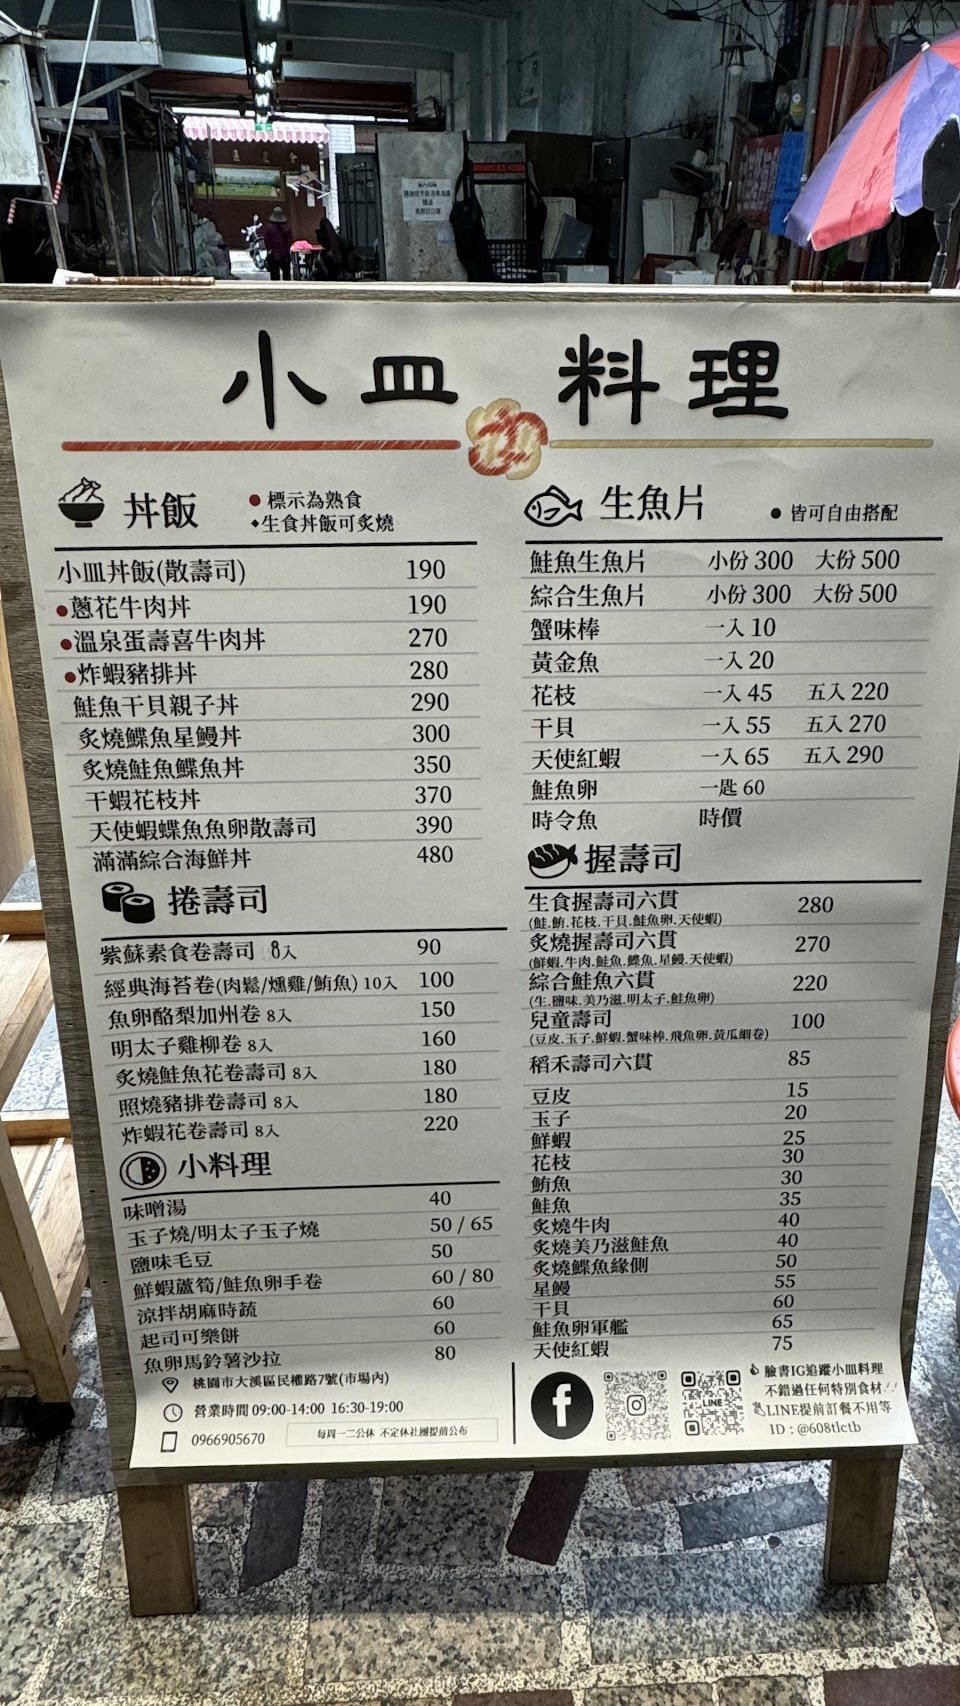 小皿料理
丼飯
●標示為熟食
◆生食丼飯可炙燒
小皿丼飯(散壽司) 190
●蔥花牛肉丼 190
●溫泉蛋壽喜牛肉丼 270
●炸蝦豬排丼 280
鮭魚干貝親子丼 290
炙燒鰈魚星鰻丼 300
炙燒鮭魚鰈魚丼 350
干蝦花枝丼 370
天使蝦鰈魚魚卵散壽司 390
滿滿綜合海鮮丼 480
捲壽司
紫蘇素食卷壽司 8入 90
經典海苔卷(肉鬆/燻雞/鮪魚) 10入 100
魚卵酪梨加州卷 8入 150
明太子雞柳卷 8入 160
炙燒鮭魚花卷壽司 8入 180
照燒豬排卷壽司 8入 180
炸蝦花卷壽司 8入 220
小料理
味噌湯 40
玉子燒/明太子玉子燒 50 / 65
鹽味毛豆 50
鮮蝦蘆筍/鮭魚卵手卷 60 / 80
涼拌胡麻時蔬 60
起司可樂餅 60
魚卵馬鈴薯沙拉 80
生魚片
●皆可自由搭配
鮭魚生魚片 小份 300 大份 500
綜合生魚片 小份 300 大份 500
蟹味棒 一入 10
黃金魚 一入 20
花枝 一入 45 五入 220
干貝 一入 55 五入 270
天使紅蝦 一入 65 五入 290
鮭魚卵 一匙 60
時令魚 時價
握壽司
生食握壽司六貫 280
(鮭.鮪.花枝.干貝.鮭魚卵.天使蝦)
炙燒握壽司六貫 270
(鮮蝦.牛肉.鮭魚.鰈魚.星鰻.天使蝦)
綜合鮭魚六貫 220
(生.鹽味.美乃滋.明太子.鮭魚卵)
兒童壽司 100
(豆皮.玉子.鮮蝦.蟹味棒.飛魚卵.黃瓜細卷)
稻禾壽司六貫 85
豆皮 15
玉子 20
鮮蝦 25
花枝 30
鮪魚 30
鮭魚 35
炙燒牛肉 40
炙燒美乃滋鮭魚 40
炙燒鰈魚緣側 50
星鰻 55
干貝 60
鮭魚卵軍艦 65
天使紅蝦 75
桃園市大溪區民權路7號(市場內)
營業時間 09:00-14:00 16:30-19:00
0966905670
每周一二公休 不定休社團提前公布
LINE
臉書IG追蹤小皿料理
不錯過任何特別食材
LINE提前訂餐不用等
ID：@608tlctb